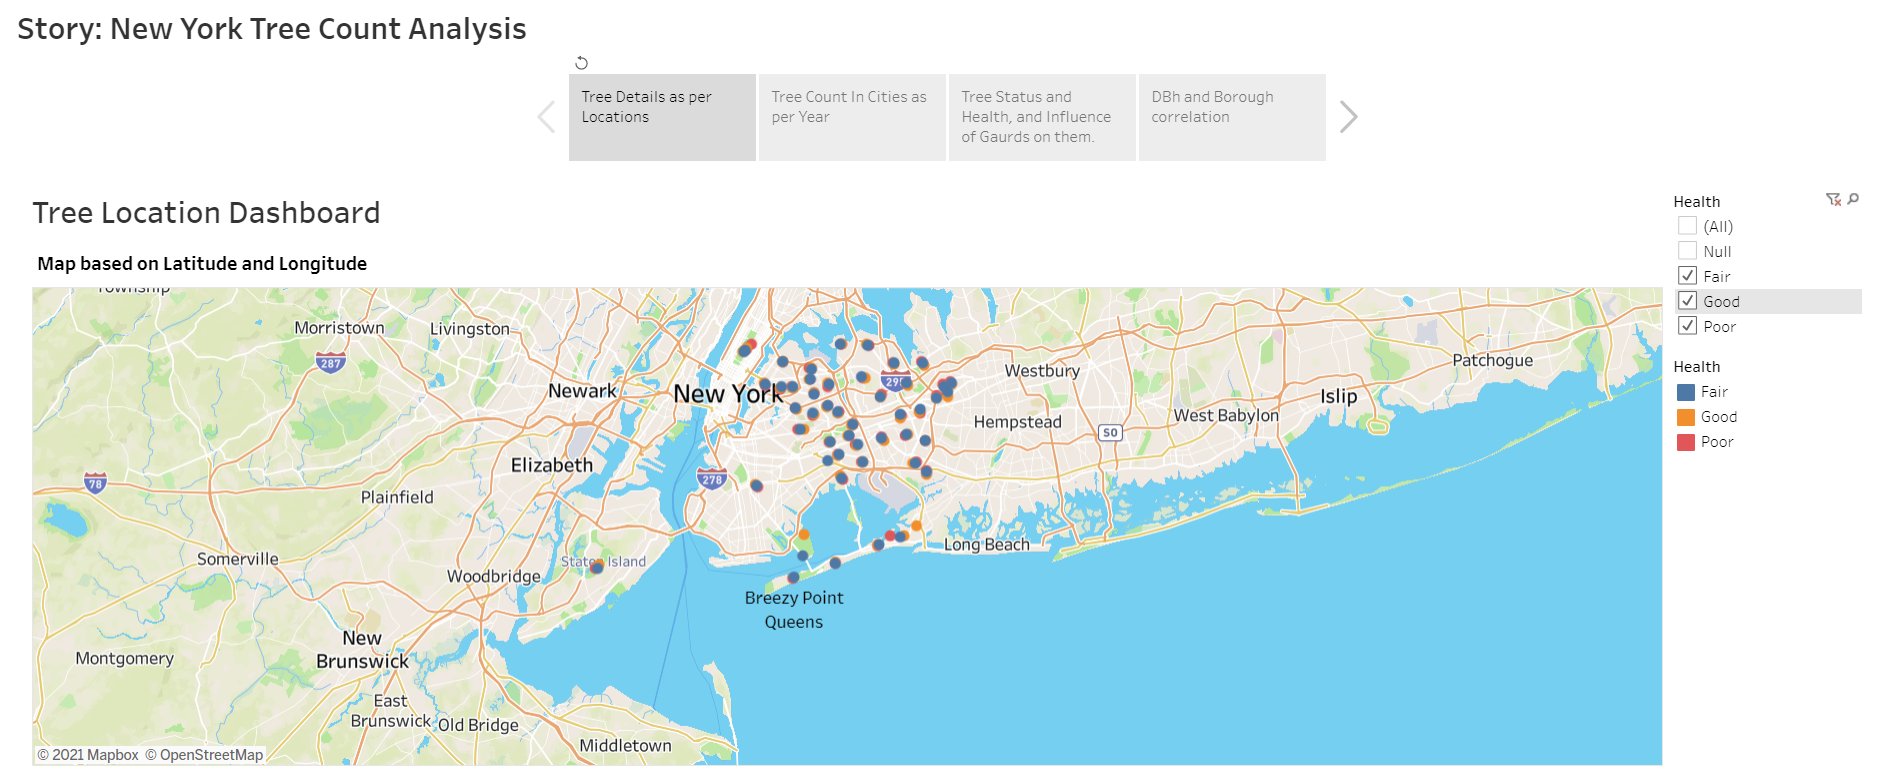 Story: New York Tree Count Analysis
Tree Details as per
Locations
Tree Count In Cities as
per Year
Tree Status and
Health, and Influence
of Gaurds on them.
DBh and Borough
correlation
Tree Location Dashboard
Map based on Latitude and Longitude
Township
Morristown
Livingston
287
Newark
New York
Westbury
Patchogue
Hempstead
West Babylon
Islip
SO
Elizabeth
278
78
Plainfield
Somerville
Woodbridge
Island
Long Beach
Breezy Point
Queens
New
Brunswick
Montgomery
East
Brunswick
Old Bridge
Middletown
© 2021 Mapbox © OpenStreetMap
Health
(All)
Null
Fair
Good
Poor
Health
Fair
Good
Poor